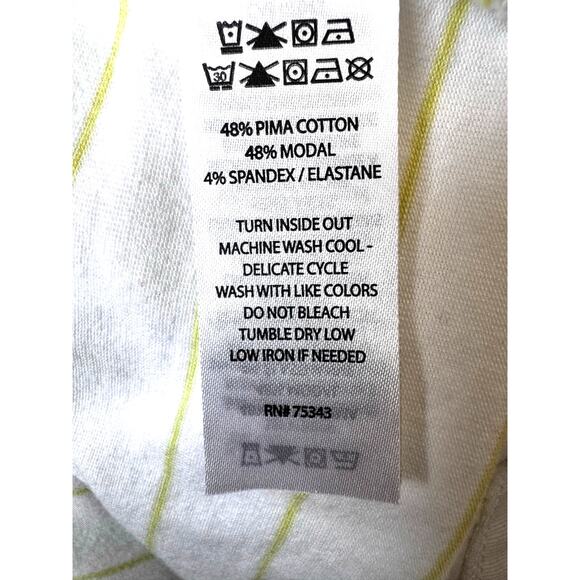 30
48% PIMA COTTON
48% MODAL
4% SPANDEX / ELASTANE
TURN INSIDE OUT
MACHINE WASH COOL -
DELICATE CYCLE
WASH WITH LIKE COLORS
DO NOT BLEACH
TUMBLE DRY LOW
LOW IRON IF NEEDED
RN# 75343